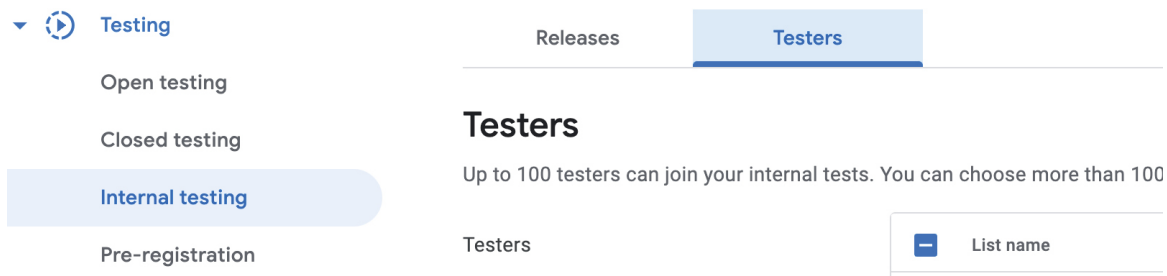 Testing
Open testing
Closed testing
Internal testing
Pre-registration
Releases
Testers
Testers
Up to 100 testers can join your internal tests. You can choose more than 100
Testers
List name